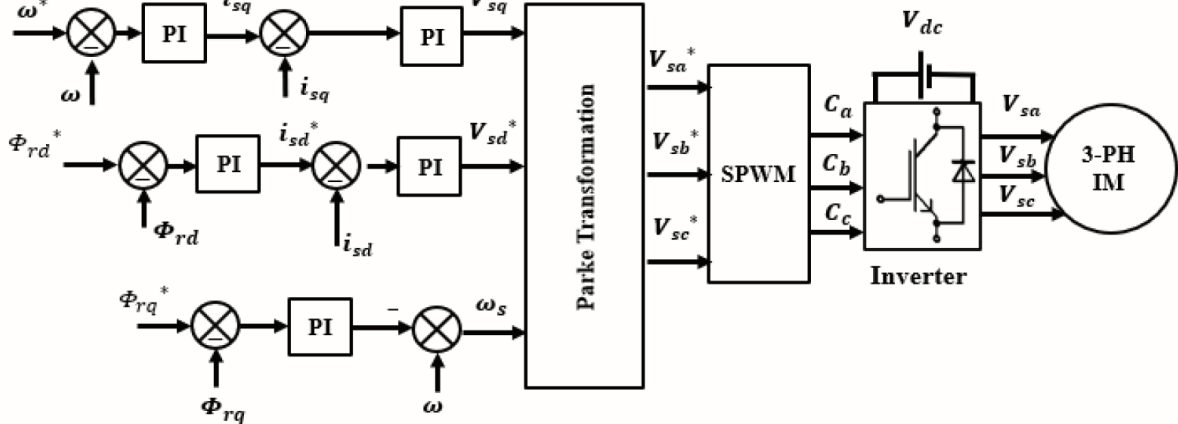 ω* PI i_sq PI V_sq
ω i_sq
Φ_rd* PI i_sd* PI V_sd*
Φ_rd i_sd
Φ_rq* PI ω_s
Φ_rq ω
Parke Transformation
V_sa*
V_sb*
V_sc*
SPWM
C_a
C_b
C_c
V_dc
Inverter
V_sa
V_sb
V_sc
3-PH
IM